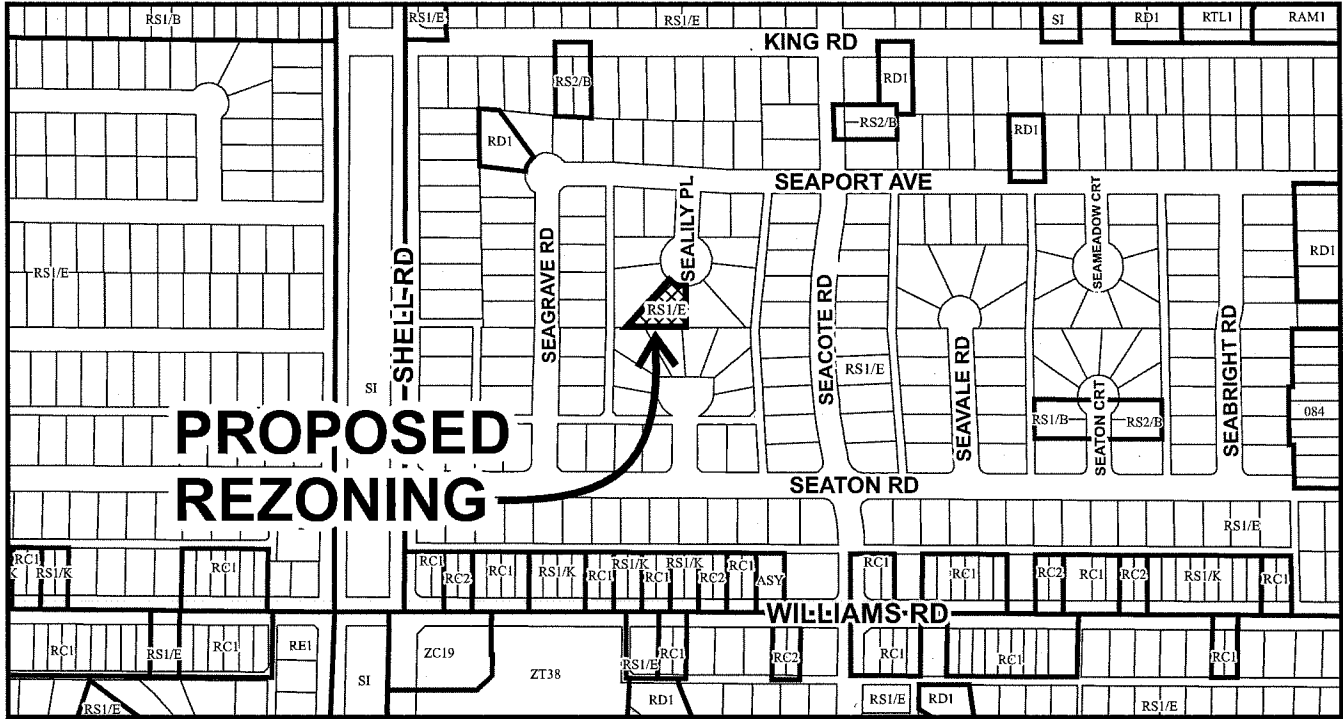 RS1/B
RS1/E
RS1/E
SI
RD1
RTL1
RAM1
KING RD
RS2/B
RD1
RS2/B
RD1
RD1
SEAPORT AVE
SEALILY PL
SEAMEADOW CRT
RD1
RS1/E
SHELL RD
SEAGRAVE RD
RS1/E
SEACOTE RD
RS1/E
SEAVALE RD
SEABRIGHT RD
SI
084
RS1/B
SEATON CRT
RS2/B
PROPOSED
REZONING
SEATON RD
RS1/E
RC1
K
RS1/K
RC1
RC1
RC2
RC1
RS1/K
RC1
RS1/K
RC1
RS1/K
RC2
RC1
ASY
RC1
RC1
RC2
RC1
RC2
RS1/K
RC1
WILLIAMS RD
RC1
RS1/E
RC1
RE1
SI
ZC19
ZT38
RS1/E
RC1
RC2
RC1
RC1
RC1
RS1/E
RD1
RS1/E
RD1
RS1/E